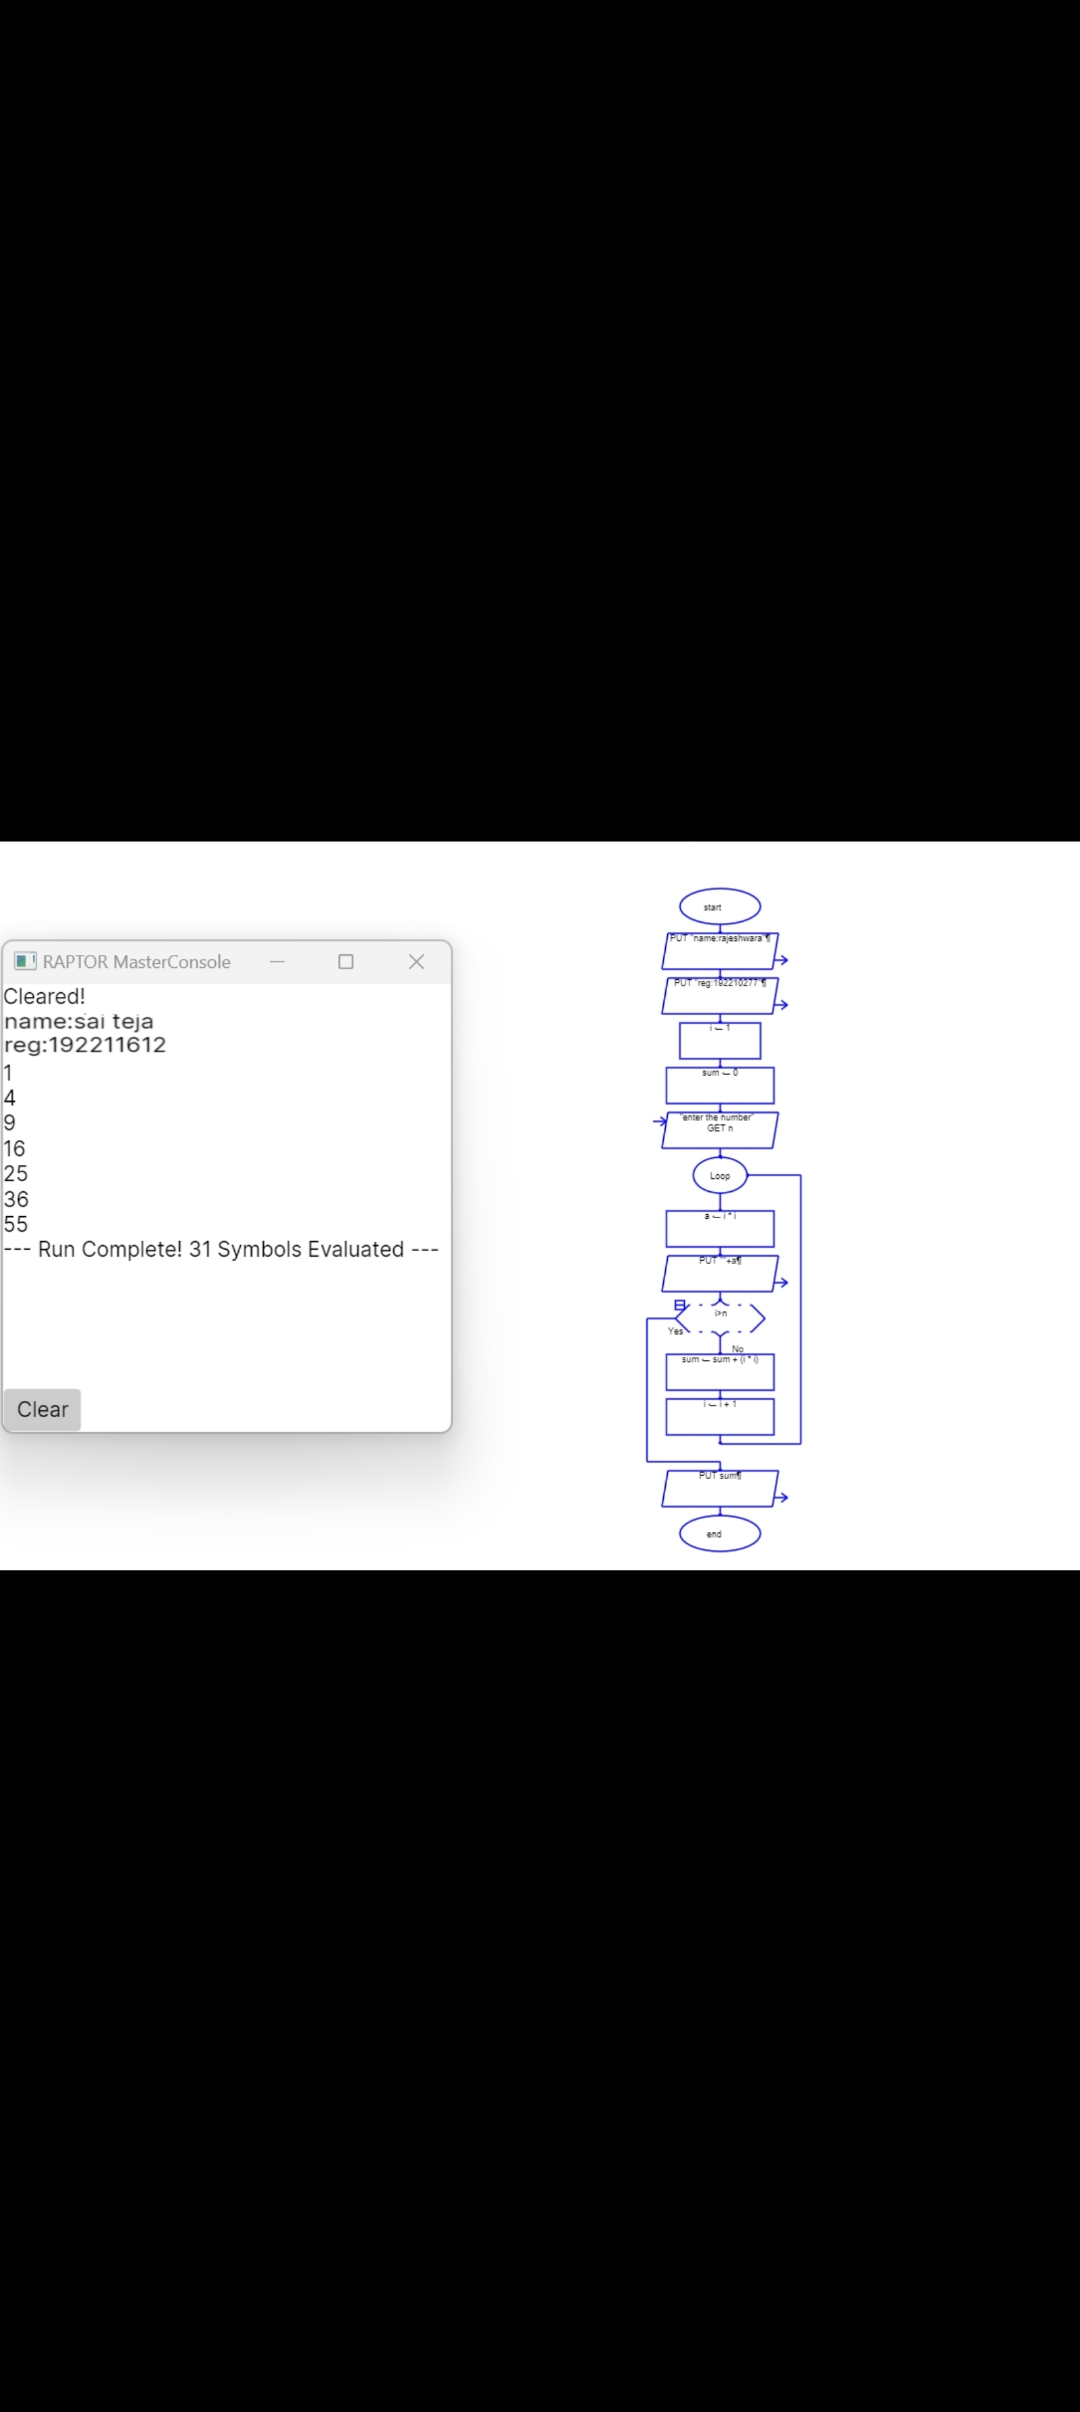 RAPTOR MasterConsole
Cleared!
name:sai teja
reg:192211612
1
4
9
16
25
36
55
--- Run Complete! 31 Symbols Evaluated ---
Clear
start
PUT "name:rajeshwara"¶
PUT "reg:192210277"¶
i ← 1
sum ← 0
"enter the number"
GET n
Loop
a ← i * i
PUT ""+a¶
i>n
Yes
No
sum ← sum + (i * i)
i ← i + 1
PUT sum¶
end